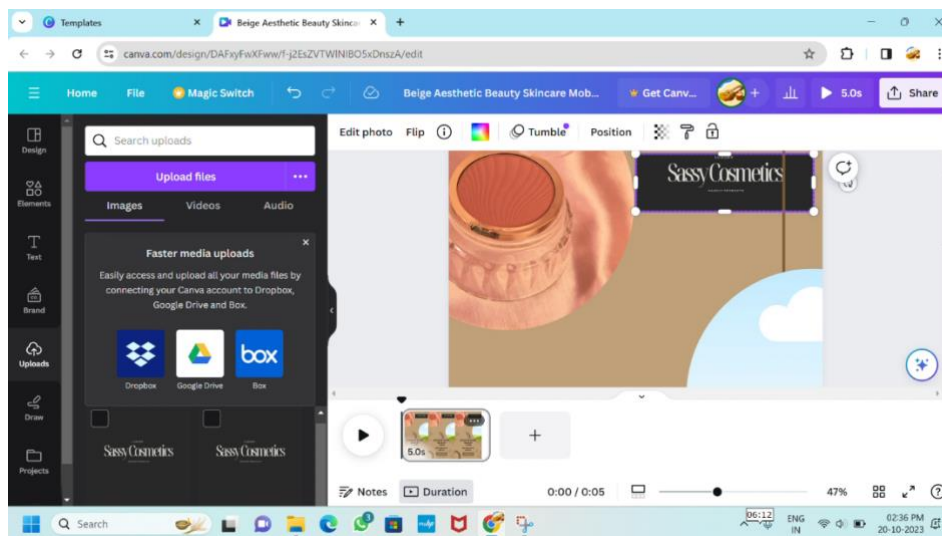 Templates
Beige Aesthetic Beauty Skinca
canva.com/design/DAFxyFwXFww/f-j2EsZVTWINIBO5xDnszA/edit
Home File Magic Switch Beige Aesthetic Beauty Skincare Mob... Get Canv... + 5.0s Share
Design
Elements
Text
Brand
Uploads
Draw
Projects
Search uploads
Upload files
Images Videos Audio
Faster media uploads
Easily access and upload all your media files by
connecting your Canva account to Dropbox,
Google Drive and Box.
box
Dropbox Google Drive Box
Sassy Cosmetics Sassy Cosmetics
Edit photo Flip Tumble Position
Sassy Cosmetics
5.0s
Notes Duration 0:00 / 0:05 47%
Search
06:12
ENG
IN
02:36 PM
20-10-2023